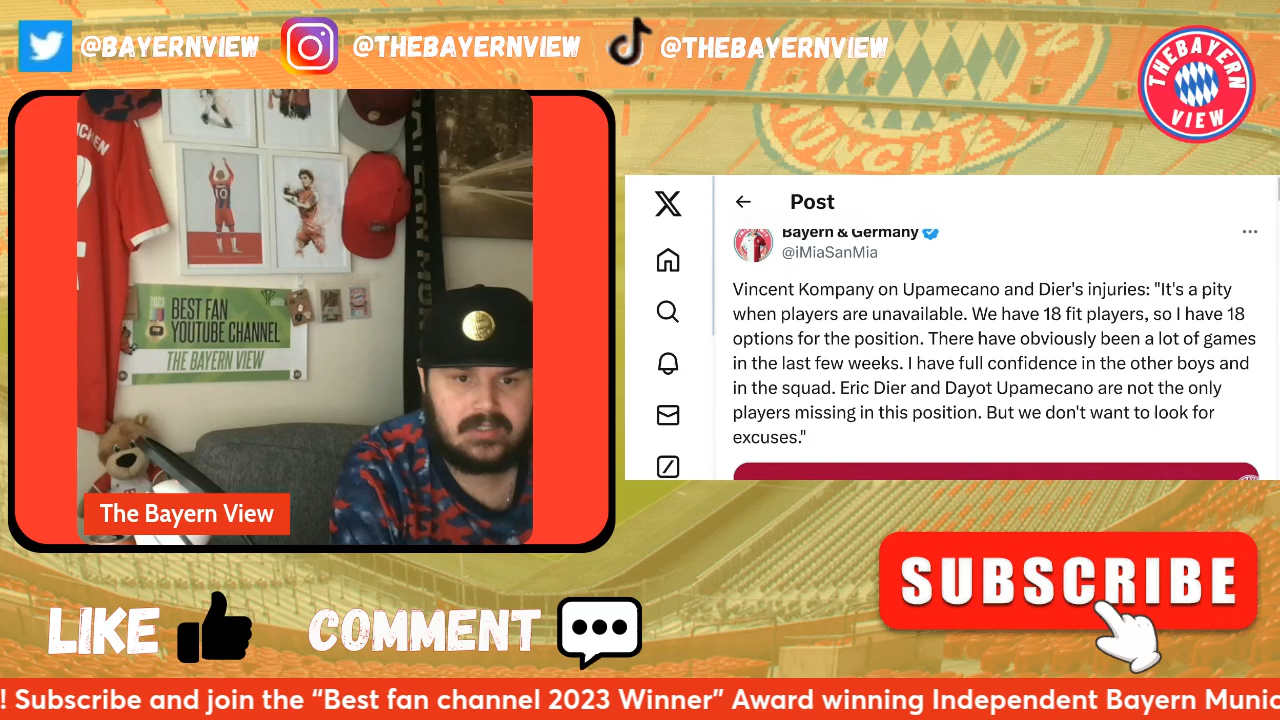 @BAYERNVIEW
@THEBAYERNVIEW
@THEBAYERNVIEW
THEBAYERN
VIEW
MÜNCHEN
CHEN
10
2023
BEST FAN
YOUTUBE CHANNEL
THE BAYERN VIEW
The Bayern View
Post
Bayern & Germany
@iMiaSanMia
Vincent Kompany on Upamecano and Dier's injuries: "It's a pity
when players are unavailable. We have 18 fit players, so I have 18
options for the position. There have obviously been a lot of games
in the last few weeks. I have full confidence in the other boys and
in the squad. Eric Dier and Dayot Upamecano are not the only
players missing in this position. But we don't want to look for
excuses."
SUBSCRIBE
LIKE
COMMENT
! Subscribe and join the “Best fan channel 2023 Winner” Award winning Independent Bayern Munic